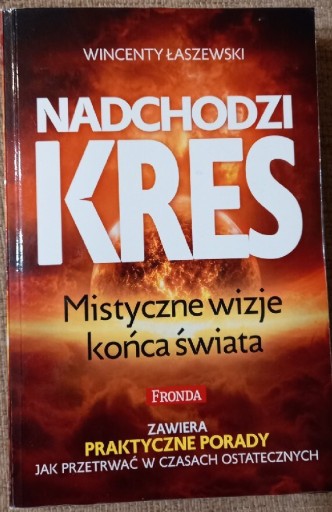 WINCENTY ŁASZEWSKI
NADCHODZI
KRES
Mistyczne wizje
końca świata
FRONDA
ZAWIERA
PRAKTYCZNE PORADY
JAK PRZETRWAĆ W CZASACH OSTATECZNYCH